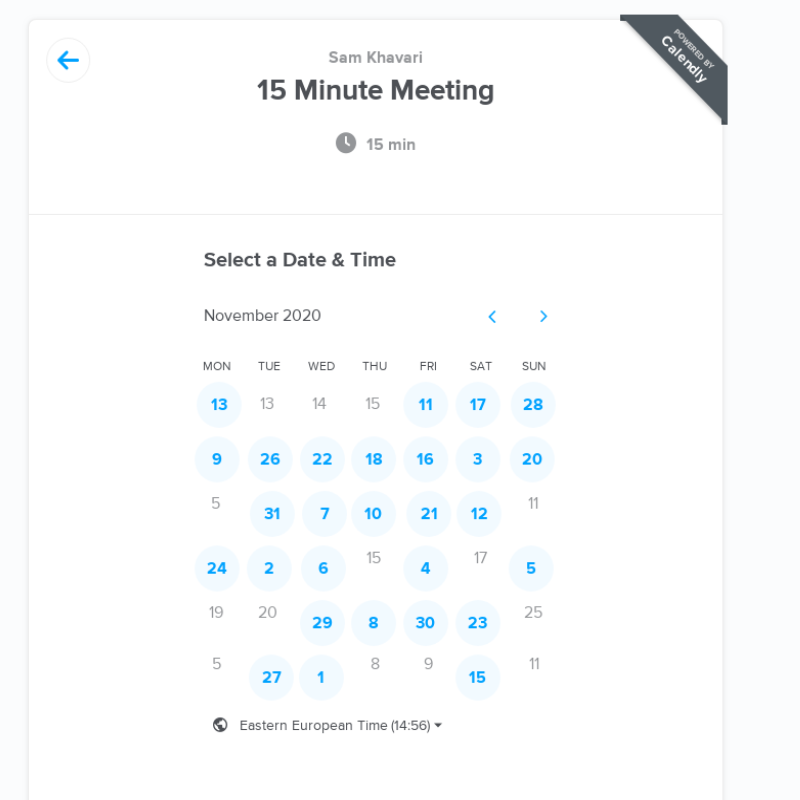 Sam Khavari
POWERED BY
Calendly
15 Minute Meeting
15 min
Select a Date & Time
November 2020
MON TUE WED THU FRI SAT SUN
13 13 14 15 11 17 28
9 26 22 18 16 3 20
5 31 7 10 21 12 11
24 2 6 15 4 17 5
19 20 29 8 30 23 25
5 27 1 8 9 15 11
Eastern European Time (14:56)